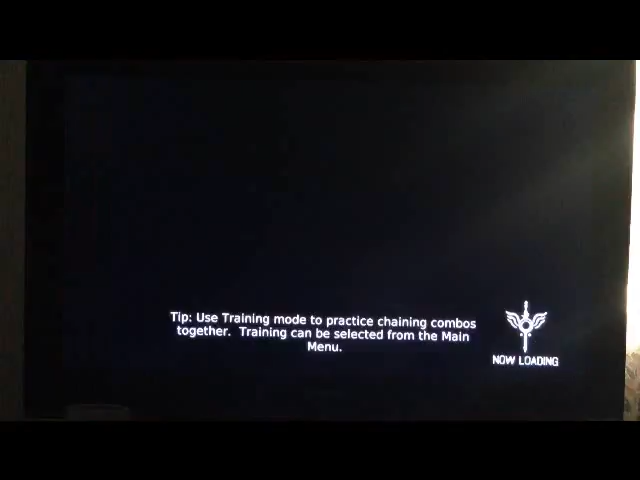 Tip: Use Training mode to practice chaining combos
together.  Training can be selected from the Main
Menu.
NOW LOADING